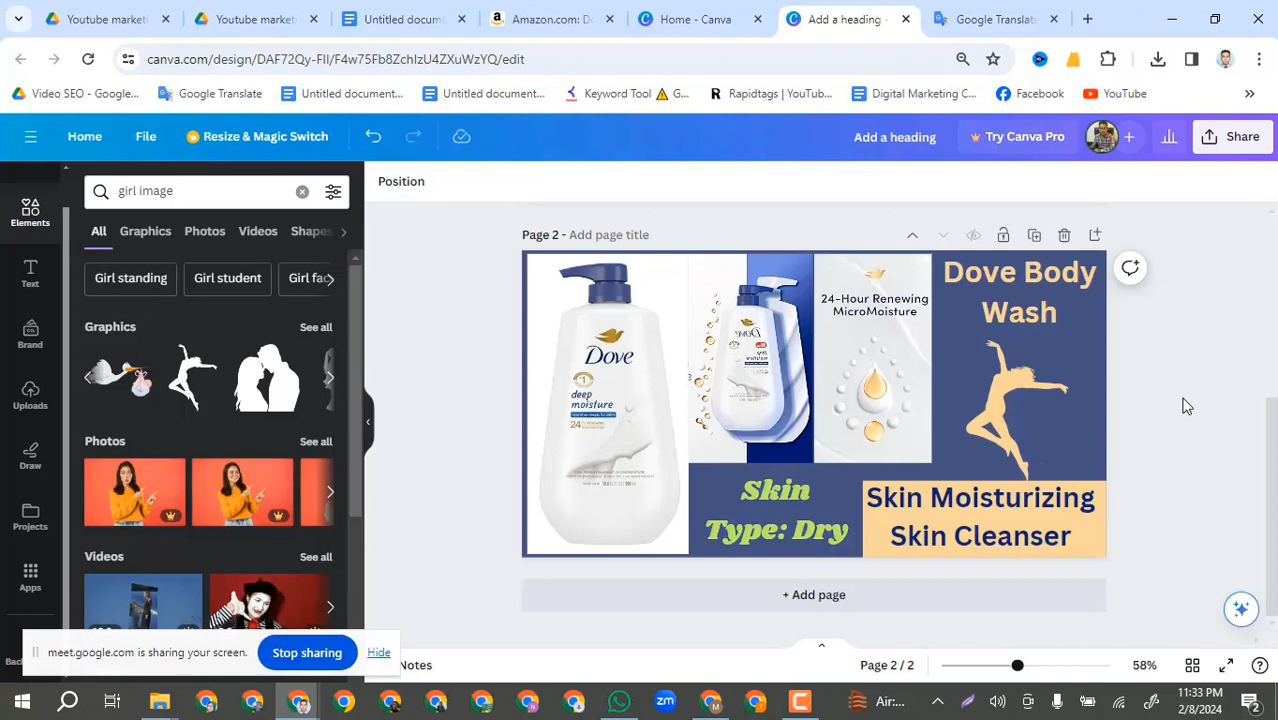 Youtube market
Youtube market
Untitled docume
Amazon.com: Do
Home - Canva
Add a heading -
Google Translat
canva.com/design/DAF72Qy-FlI/F4w75Fb8ZchIzU4ZXuWzYQ/edit
Video SEO - Google...
Google Translate
Untitled document...
Untitled document...
Keyword Tool ⚠ G...
Rapidtags | YouTub...
Digital Marketing C...
Facebook
YouTube
Home
File
Resize & Magic Switch
Add a heading
Try Canva Pro
Share
Elements
Text
Brand
Uploads
Draw
Projects
Apps
girl image
All
Graphics
Photos
Videos
Shapes
Girl standing
Girl student
Girl fac
Graphics
See all
Photos
See all
Videos
See all
Position
Page 2 - Add page title
Dove
deep
moisture
24
24-Hour Renewing
MicroMoisture
Dove Body
Wash
Skin
Type: Dry
Skin Moisturizing
Skin Cleanser
+ Add page
meet.google.com is sharing your screen.
Stop sharing
Hide
Notes
Page 2 / 2
58%
Air:...
11:33 PM
2/8/2024